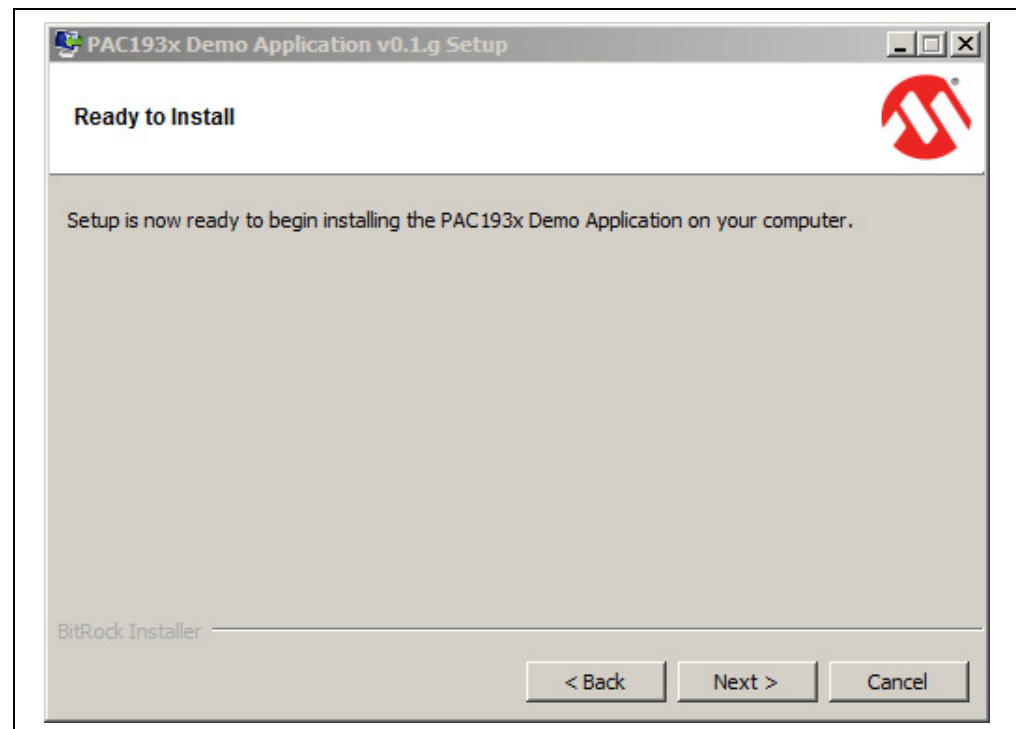 PAC193x Demo Application v0.1.g Setup
Ready to Install
Setup is now ready to begin installing the PAC193x Demo Application on your computer.
BitRock Installer
< Back Next > Cancel